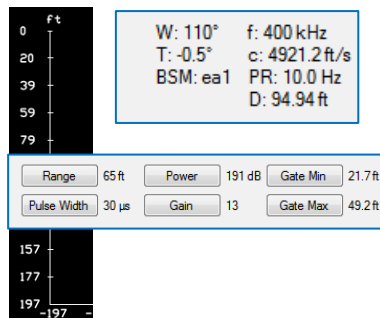 ft
0
20
39
59
79
W: 110° f: 400 kHz
T: -0.5° c: 4921.2 ft/s
BSM: ea1 PR: 10.0 Hz
D: 94.94 ft
Range 65 ft Power 191 dB Gate Min 21.7 ft
Pulse Width 30 µs Gain 13 Gate Max 49.2 ft
157
177
197
-197 -